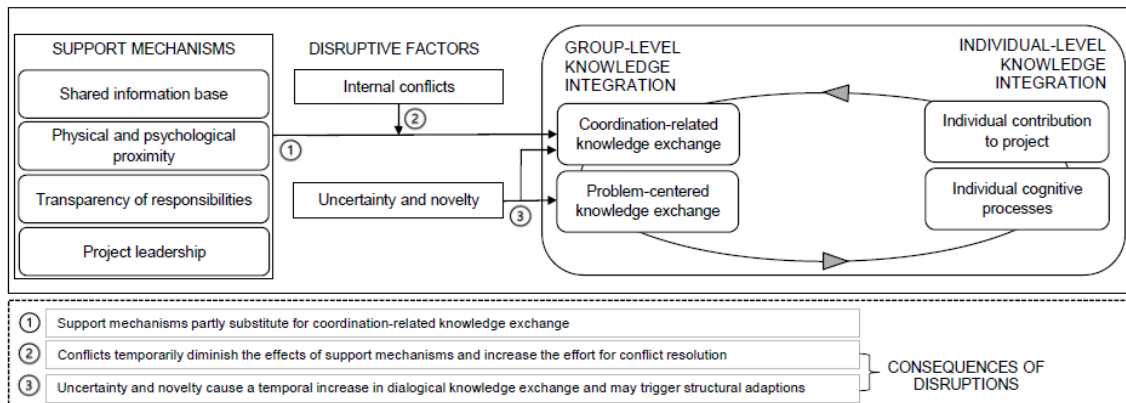 SUPPORT MECHANISMS
Shared information base
Physical and psychological
proximity
Transparency of responsibilities
Project leadership
1
DISRUPTIVE FACTORS
Internal conflicts
2
Uncertainty and novelty
3
GROUP-LEVEL
KNOWLEDGE
INTEGRATION
Coordination-related
knowledge exchange
Problem-centered
knowledge exchange
INDIVIDUAL-LEVEL
KNOWLEDGE
INTEGRATION
Individual contribution
to project
Individual cognitive
processes
1 Support mechanisms partly substitute for coordination-related knowledge exchange
2 Conflicts temporarily diminish the effects of support mechanisms and increase the effort for conflict resolution
3 Uncertainty and novelty cause a temporal increase in dialogical knowledge exchange and may trigger structural adaptions
CONSEQUENCES OF
DISRUPTIONS